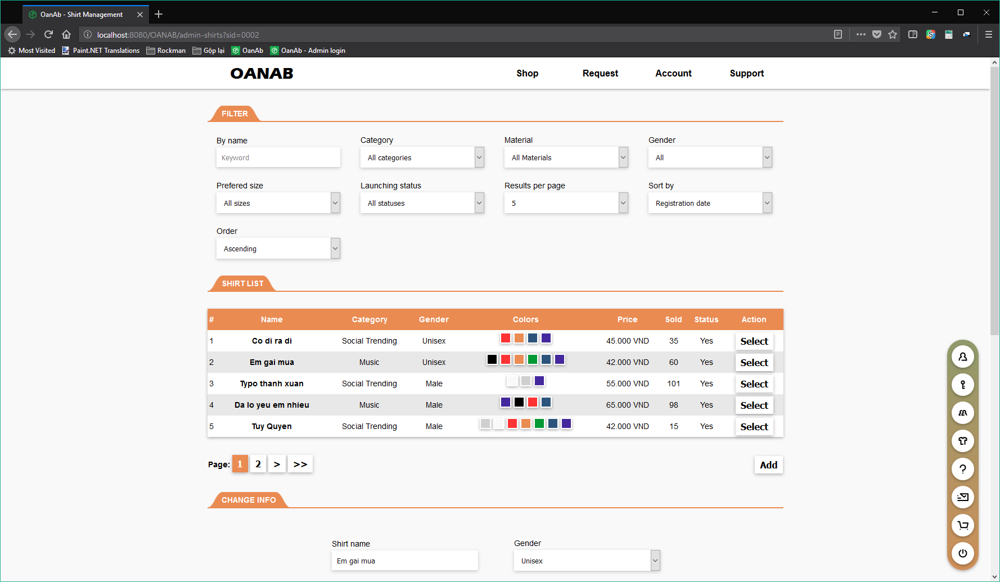 OanAb - Shirt Management
localhost:8080/OANAB/admin-shirts?sid=0002
Most Visited Paint.NET Translations Rockman Gộp lại OanAb OanAb - Admin login
OANAB Shop Request Account Support
FILTER
By name Category Material Gender
Keyword All categories All Materials All
Prefered size Launching status Results per page Sort by
All sizes All statuses 5 Registration date
Order
Ascending
SHIRT LIST
# Name Category Gender Colors Price Sold Status Action
1 Co di ra di Social Trending Unisex 45.000 VND 35 Yes Select
2 Em gai mua Music Unisex 42.000 VND 60 Yes Select
3 Typo thanh xuan Social Trending Male 55.000 VND 101 Yes Select
4 Da lo yeu em nhieu Music Male 65.000 VND 98 Yes Select
5 Tuy Quyen Social Trending Male 42.000 VND 15 Yes Select
Page: 1 2 > >> Add
CHANGE INFO
Shirt name Gender
Em gai mua Unisex